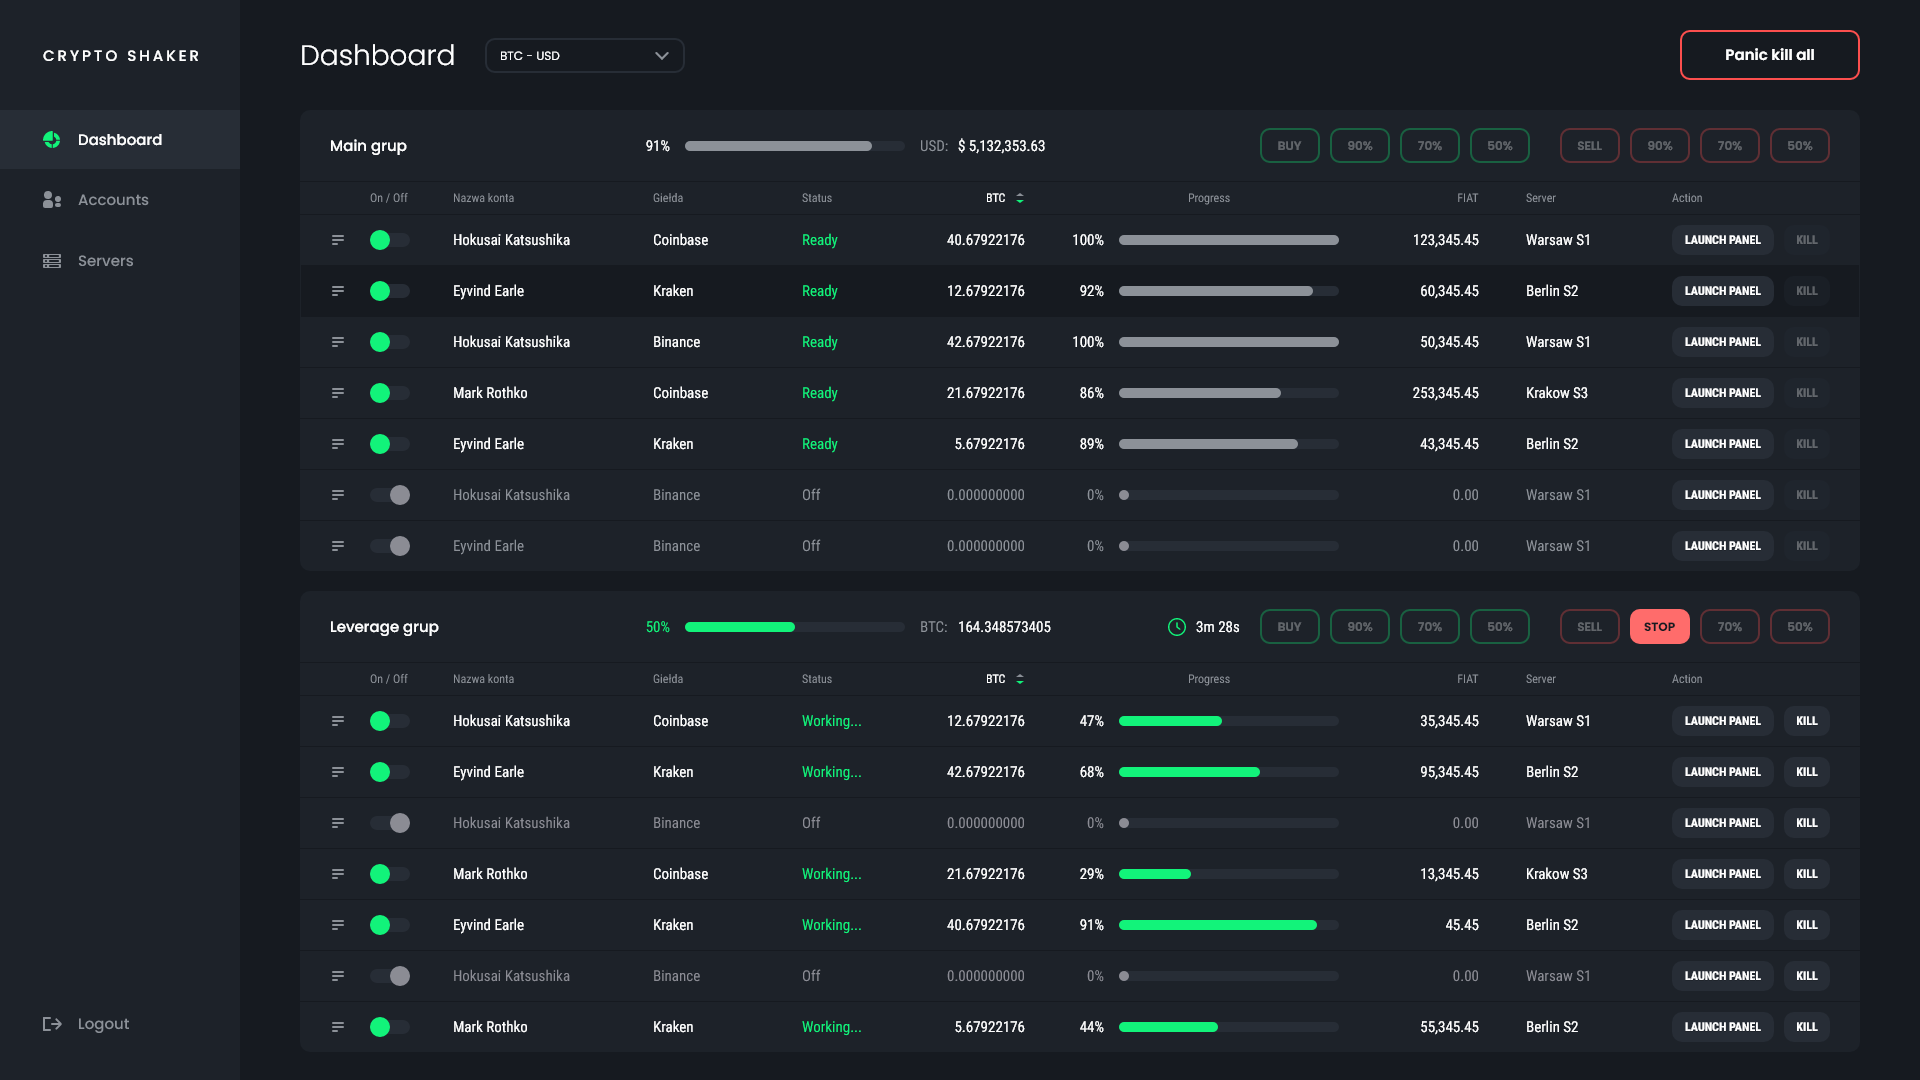 CRYPTO SHAKER
Dashboard
Accounts
Servers
Logout
Dashboard BTC - USD Panic kill all
Main grup 91% USD: $ 5,132,353.63 BUY 90% 70% 50% SELL 90% 70% 50%
On / Off Nazwa konta Giełda Status BTC Progress FIAT Server Action
Hokusai Katsushika Coinbase Ready 40.67922176 100% 123,345.45 Warsaw S1 LAUNCH PANEL KILL
Eyvind Earle Kraken Ready 12.67922176 92% 60,345.45 Berlin S2 LAUNCH PANEL KILL
Hokusai Katsushika Binance Ready 42.67922176 100% 50,345.45 Warsaw S1 LAUNCH PANEL KILL
Mark Rothko Coinbase Ready 21.67922176 86% 253,345.45 Krakow S3 LAUNCH PANEL KILL
Eyvind Earle Kraken Ready 5.67922176 89% 43,345.45 Berlin S2 LAUNCH PANEL KILL
Hokusai Katsushika Binance Off 0.000000000 0% 0.00 Warsaw S1 LAUNCH PANEL KILL
Eyvind Earle Binance Off 0.000000000 0% 0.00 Warsaw S1 LAUNCH PANEL KILL
Leverage grup 50% BTC: 164.348573405 3m 28s BUY 90% 70% 50% SELL STOP 70% 50%
On / Off Nazwa konta Giełda Status BTC Progress FIAT Server Action
Hokusai Katsushika Coinbase Working... 12.67922176 47% 35,345.45 Warsaw S1 LAUNCH PANEL KILL
Eyvind Earle Kraken Working... 42.67922176 68% 95,345.45 Berlin S2 LAUNCH PANEL KILL
Hokusai Katsushika Binance Off 0.000000000 0% 0.00 Warsaw S1 LAUNCH PANEL KILL
Mark Rothko Coinbase Working... 21.67922176 29% 13,345.45 Krakow S3 LAUNCH PANEL KILL
Eyvind Earle Kraken Working... 40.67922176 91% 45.45 Berlin S2 LAUNCH PANEL KILL
Hokusai Katsushika Binance Off 0.000000000 0% 0.00 Warsaw S1 LAUNCH PANEL KILL
Mark Rothko Kraken Working... 5.67922176 44% 55,345.45 Berlin S2 LAUNCH PANEL KILL